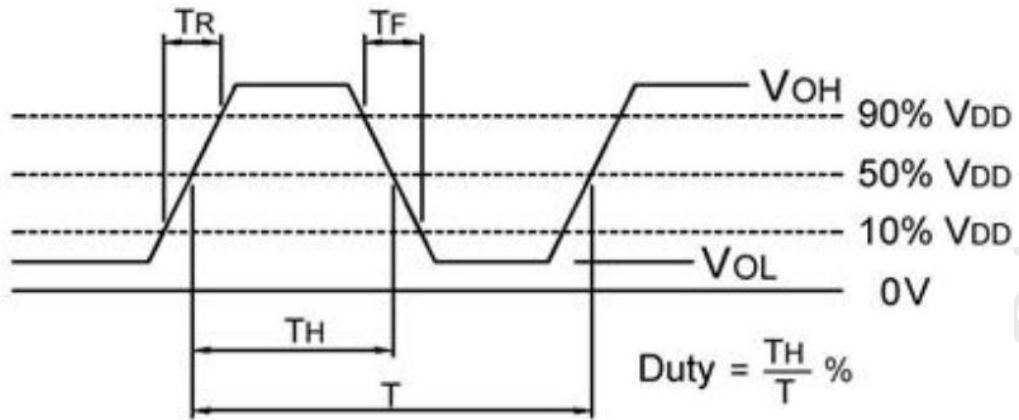 TR TF
VOH
90% VDD
50% VDD
10% VDD
VOL
0V
TH
Duty = TH/T %
T